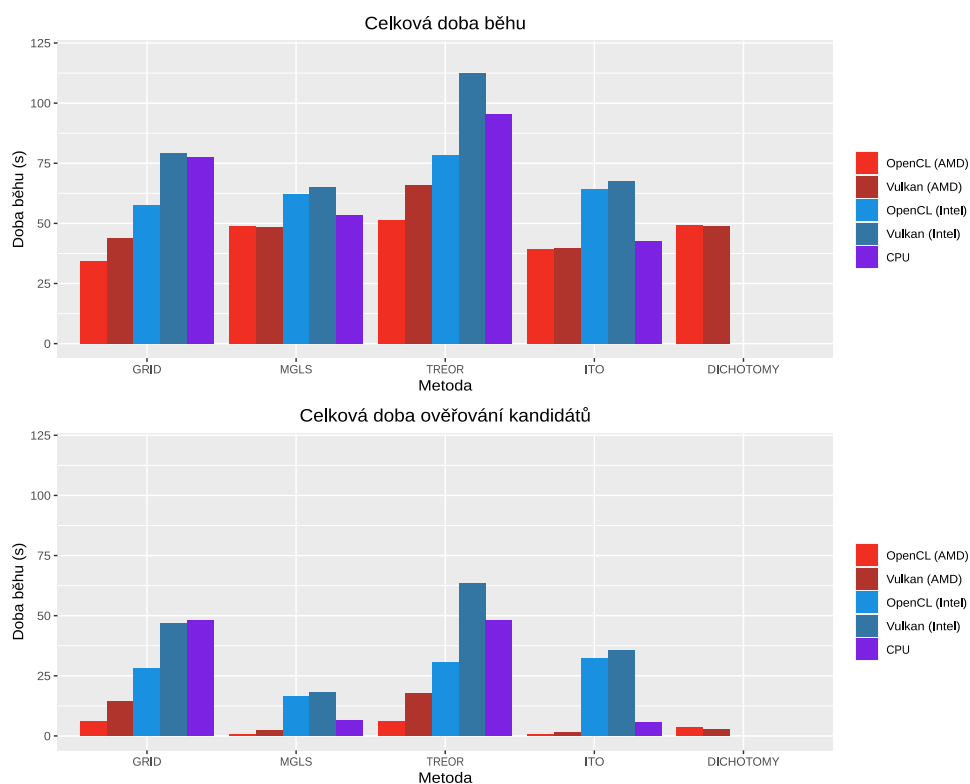 Celková doba běhu
125
100
75
50
25
0
Doba běhu (s)
GRID
MGLS
TREOR
ITO
DICHOTOMY
Metoda
OpenCL (AMD)
Vulkan (AMD)
OpenCL (Intel)
Vulkan (Intel)
CPU
Celková doba ověřování kandidátů
125
100
75
50
25
0
Doba běhu (s)
GRID
MGLS
TREOR
ITO
DICHOTOMY
Metoda
OpenCL (AMD)
Vulkan (AMD)
OpenCL (Intel)
Vulkan (Intel)
CPU